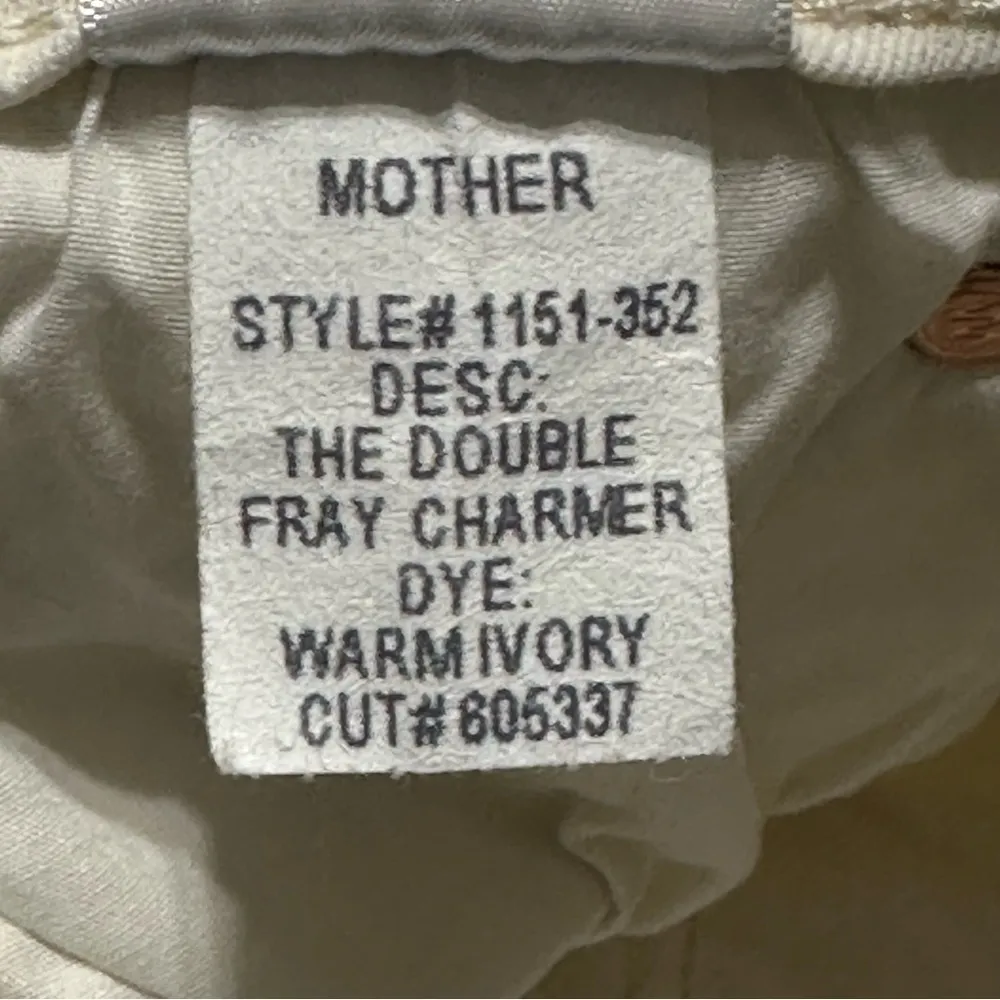 MOTHER
STYLE# 1151-352
DESC:
THE DOUBLE
FRAY CHARMER
DYE:
WARM IVORY
CUT# 605337